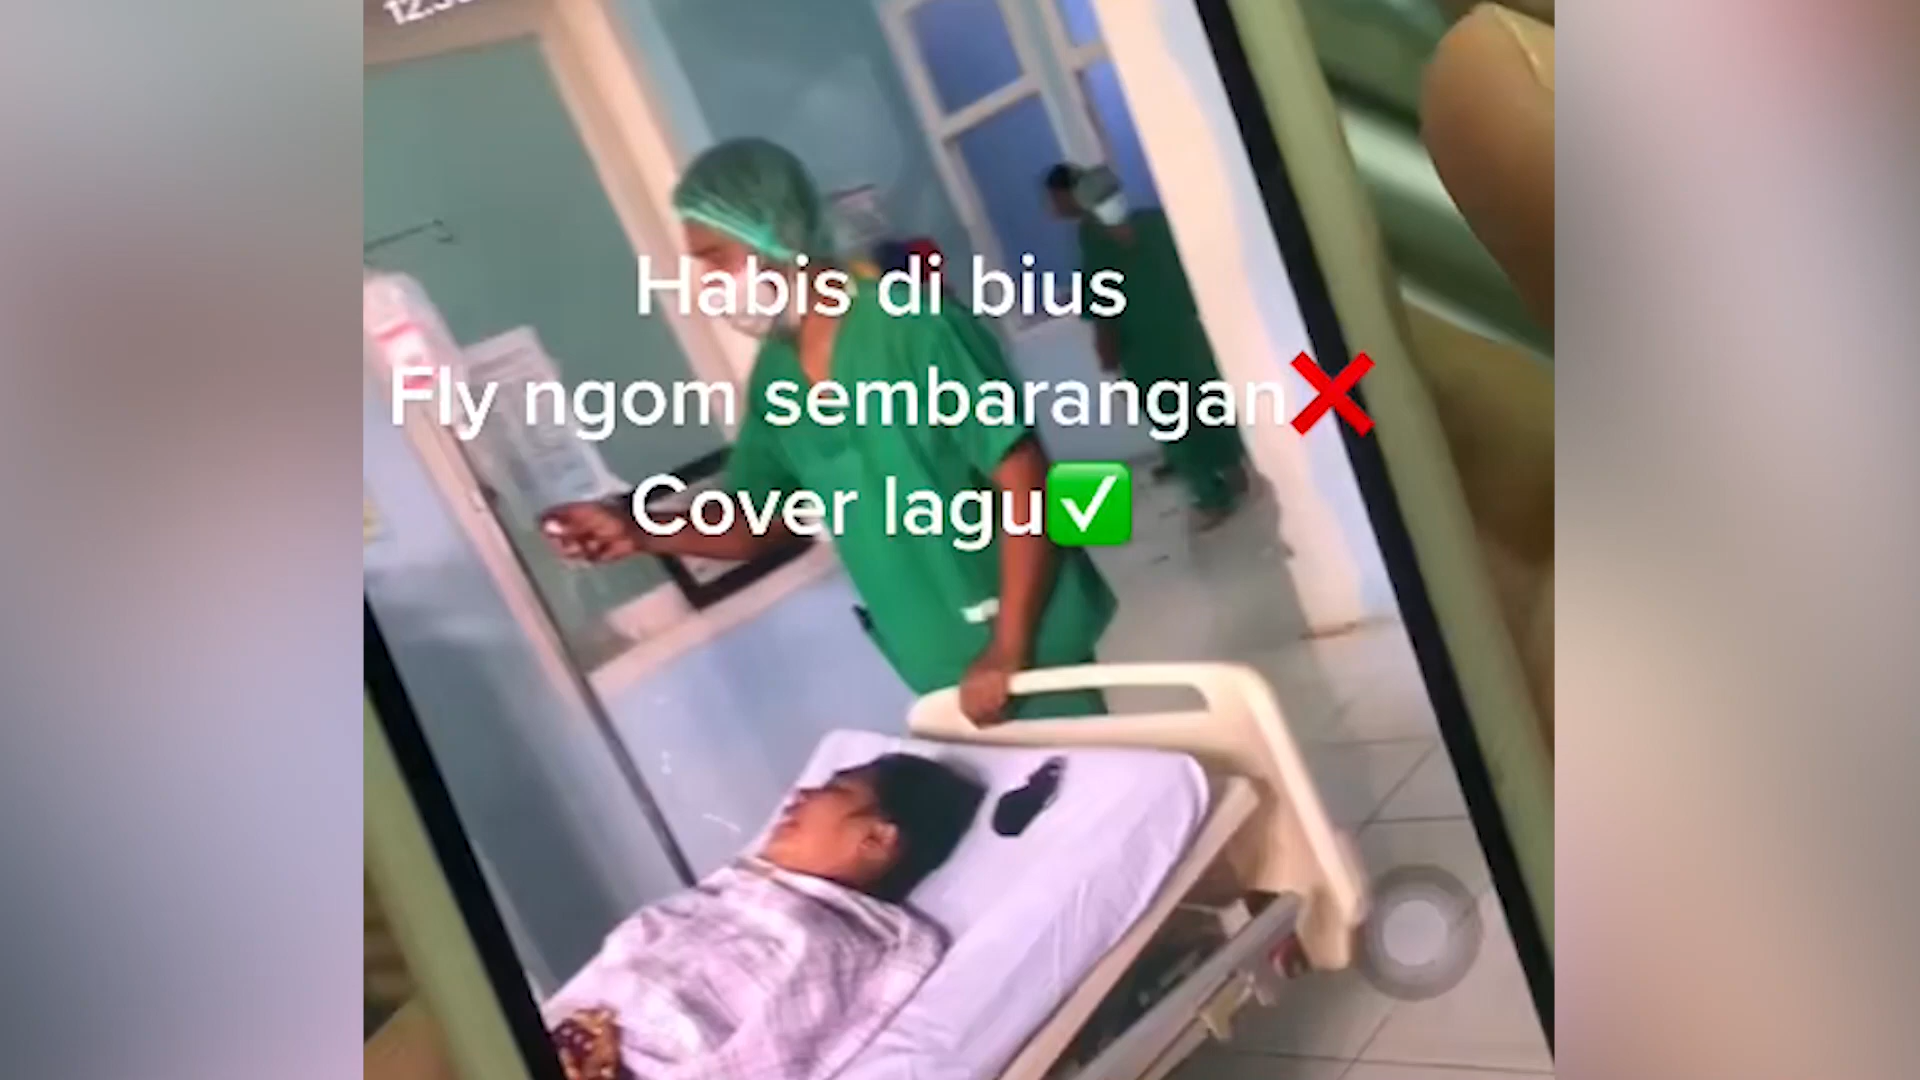 Habis di bius
Fly ngom sembarangan❌
Cover lagu✅